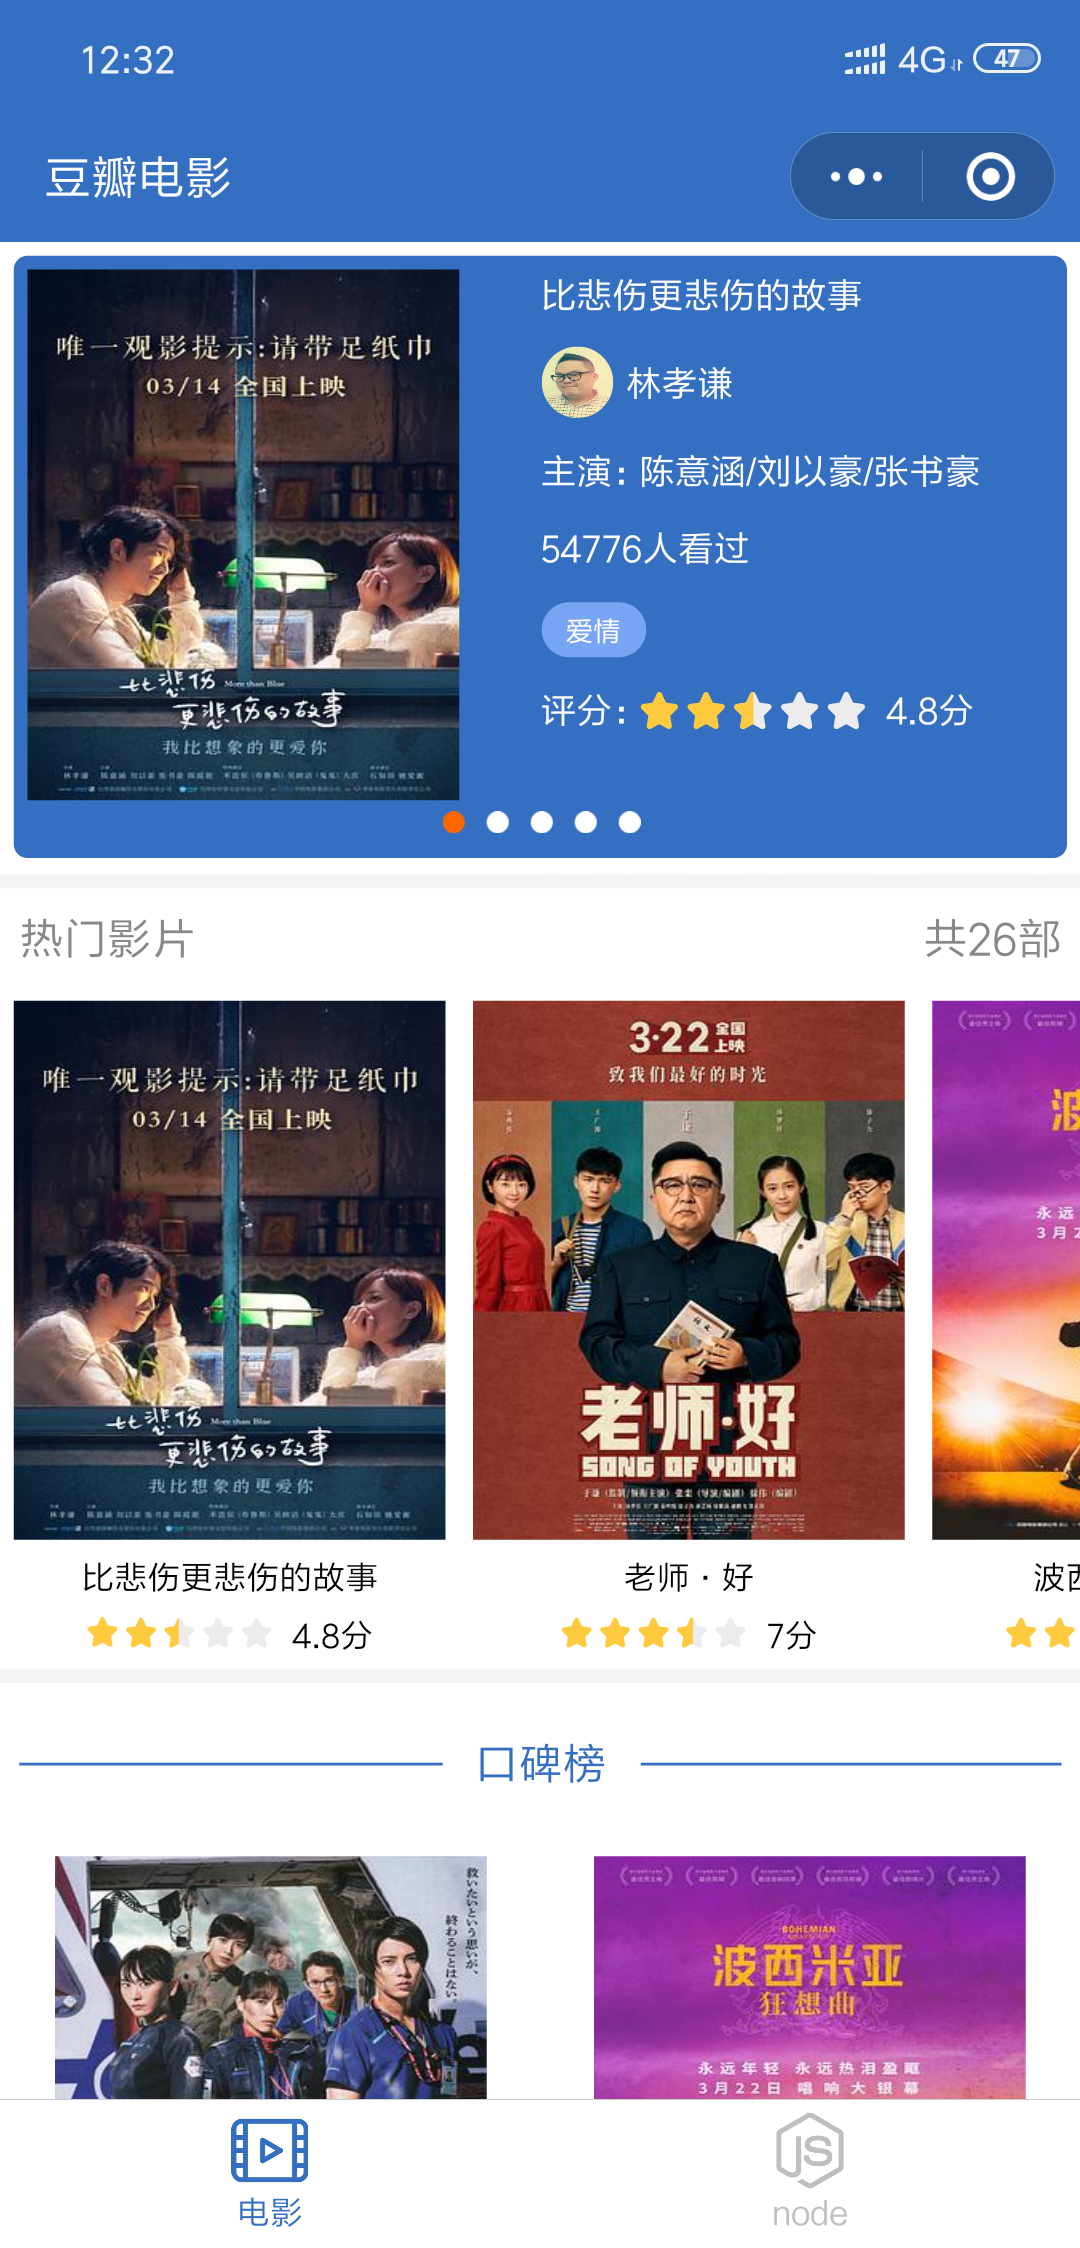 12:32
4G
47
豆瓣电影
唯一观影提示:请带足纸巾
03/14 全国上映
比悲伤
More than Blue
更悲伤的故事
我比想象的更爱你
比悲伤更悲伤的故事
林孝谦
主演：陈意涵/刘以豪/张书豪
54776人看过
爱情
评分：
4.8分
热门影片
共26部
唯一观影提示:请带足纸巾
03/14 全国上映
比悲伤
More than Blue
更悲伤的故事
我比想象的更爱你
3·22 全国上映
致我们最好的时光
于谦
老师·好
SONG OF YOUTH
永远
3月2
比悲伤更悲伤的故事
4.8分
老师·好
7分
波西
口碑榜
救いたいという思いが、
終わることはない。
BOHEMIAN
波西米亚
狂想曲
永远年轻 永远热泪盈眶
3月22日 唱响大银幕
电影
node